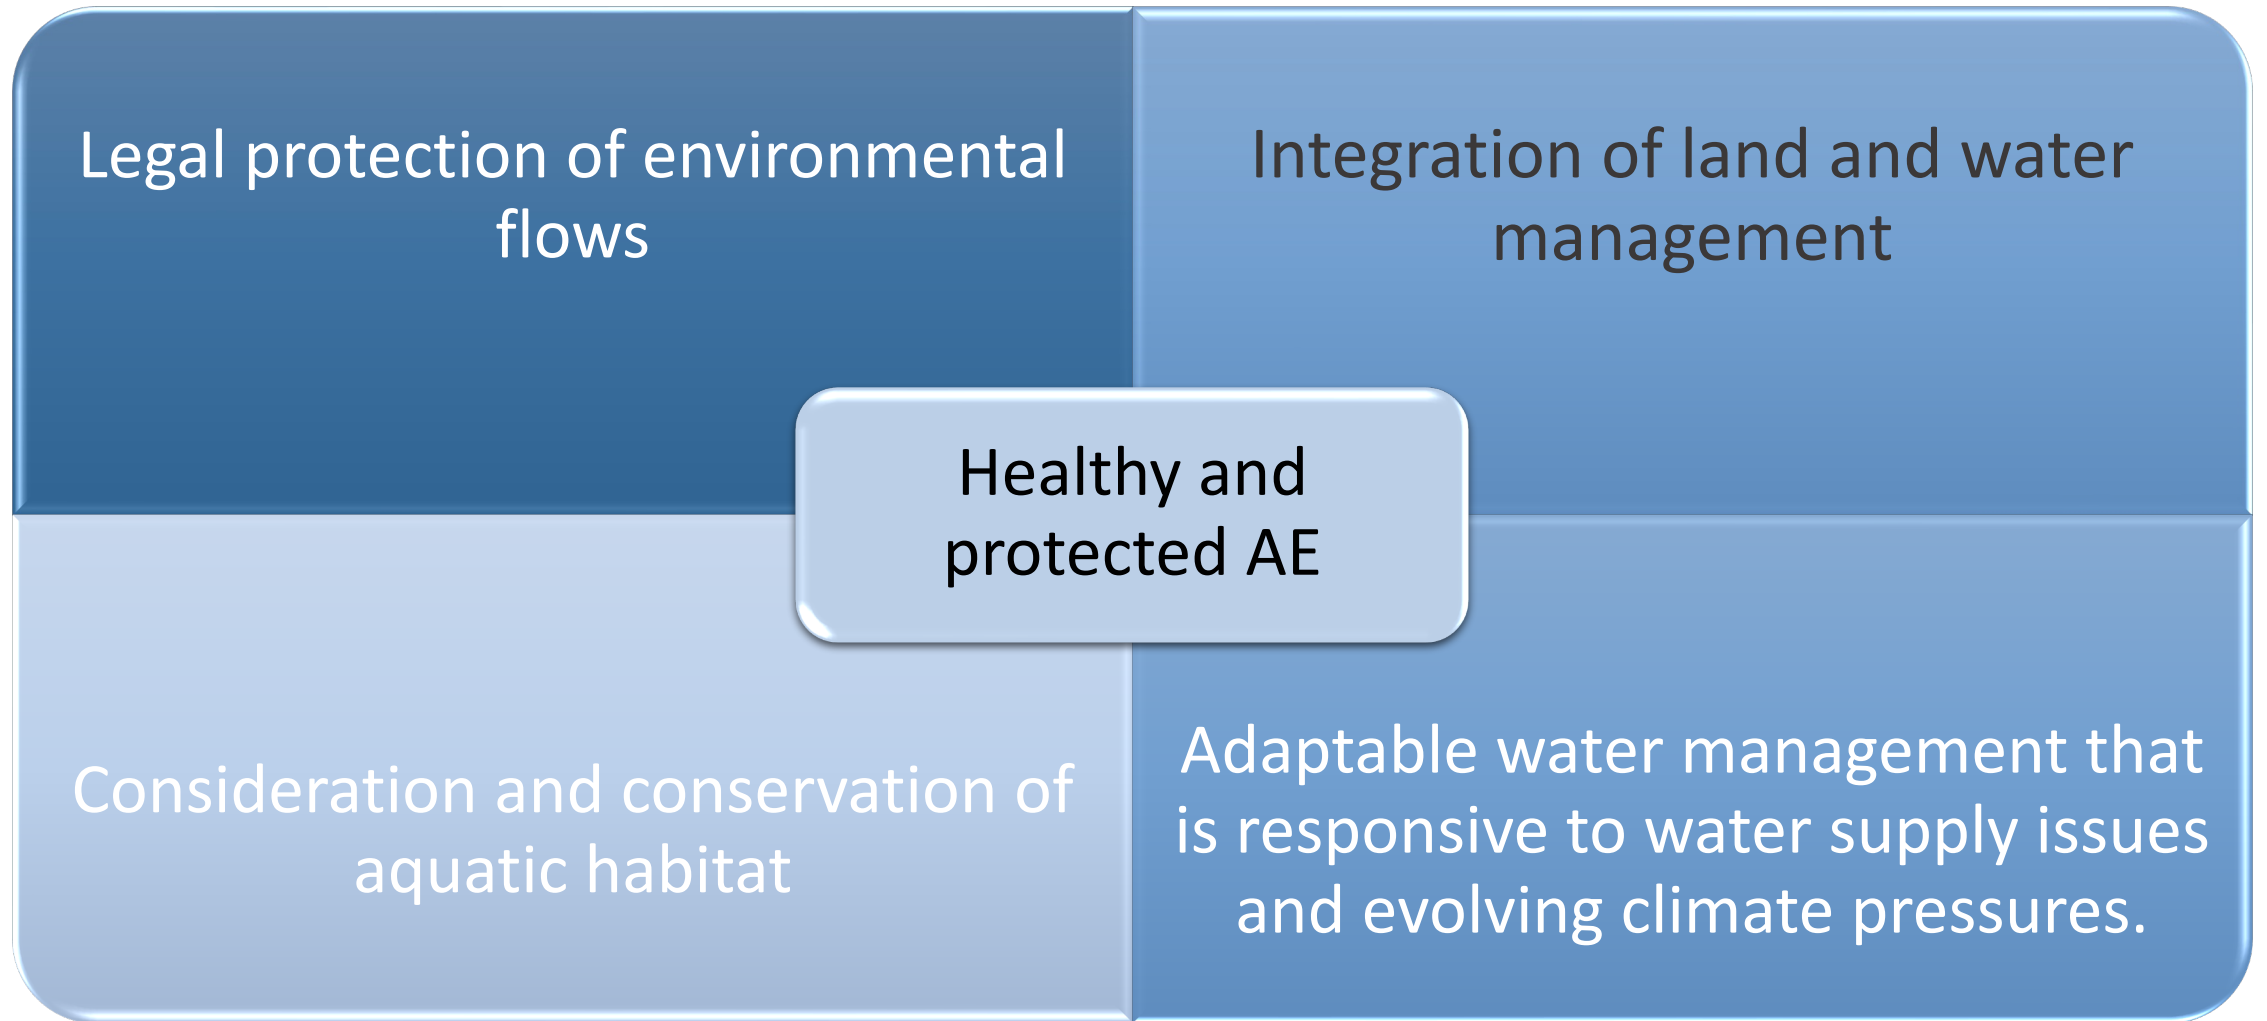 Legal protection of environmental
flows
Integration of land and water
management
Healthy and
protected AE
Consideration and conservation of
aquatic habitat
Adaptable water management that
is responsive to water supply issues
and evolving climate pressures.